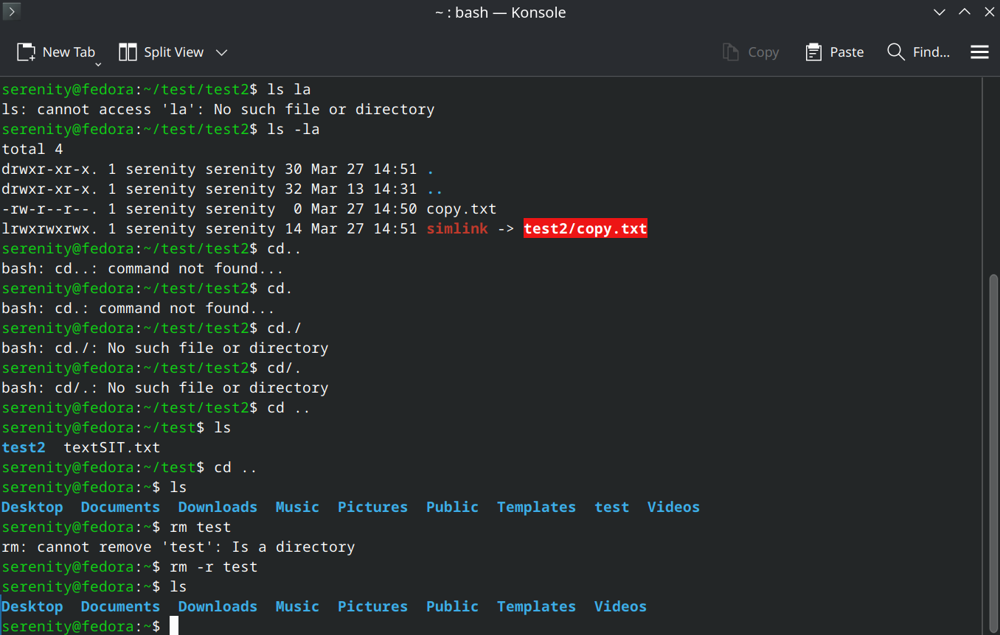 ~ : bash — Konsole
New Tab Split View Copy Paste Find...
serenity@fedora:~/test/test2$ ls la
ls: cannot access 'la': No such file or directory
serenity@fedora:~/test/test2$ ls -la
total 4
drwxr-xr-x. 1 serenity serenity 30 Mar 27 14:51 .
drwxr-xr-x. 1 serenity serenity 32 Mar 13 14:31 ..
-rw-r--r--. 1 serenity serenity  0 Mar 27 14:50 copy.txt
lrwxrwxrwx. 1 serenity serenity 14 Mar 27 14:51 simlink -> test2/copy.txt
serenity@fedora:~/test/test2$ cd..
bash: cd..: command not found...
serenity@fedora:~/test/test2$ cd.
bash: cd.: command not found...
serenity@fedora:~/test/test2$ cd./
bash: cd./: No such file or directory
serenity@fedora:~/test/test2$ cd/.
bash: cd/.: No such file or directory
serenity@fedora:~/test/test2$ cd ..
serenity@fedora:~/test$ ls
test2  textSIT.txt
serenity@fedora:~/test$ cd ..
serenity@fedora:~$ ls
Desktop  Documents  Downloads  Music  Pictures  Public  Templates  test  Videos
serenity@fedora:~$ rm test
rm: cannot remove 'test': Is a directory
serenity@fedora:~$ rm -r test
serenity@fedora:~$ ls
Desktop  Documents  Downloads  Music  Pictures  Public  Templates  Videos
serenity@fedora:~$